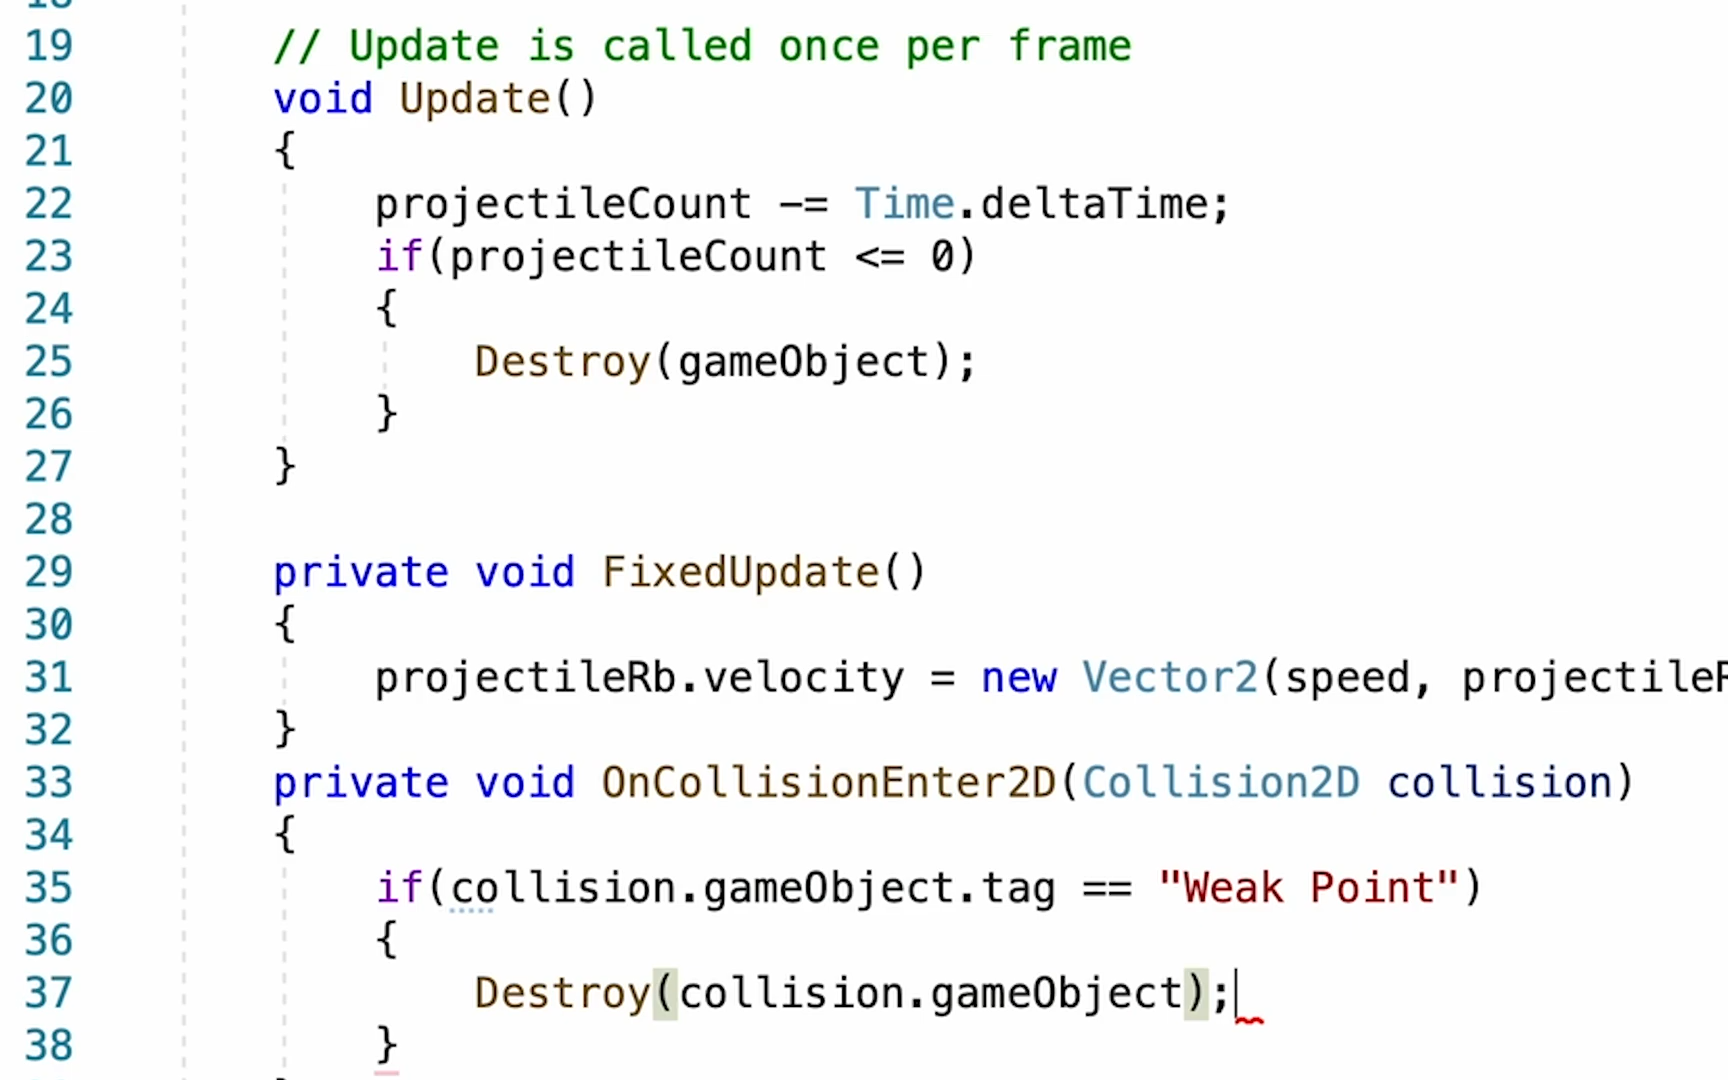 19 // Update is called once per frame
20 void Update()
21 {
22 projectileCount -= Time.deltaTime;
23 if(projectileCount <= 0)
24 {
25 Destroy(gameObject);
26 }
27 }
28
29 private void FixedUpdate()
30 {
31 projectileRb.velocity = new Vector2(speed, projectileR
32 }
33 private void OnCollisionEnter2D(Collision2D collision)
34 {
35 if(collision.gameObject.tag == "Weak Point")
36 {
37 Destroy(collision.gameObject);
38 }